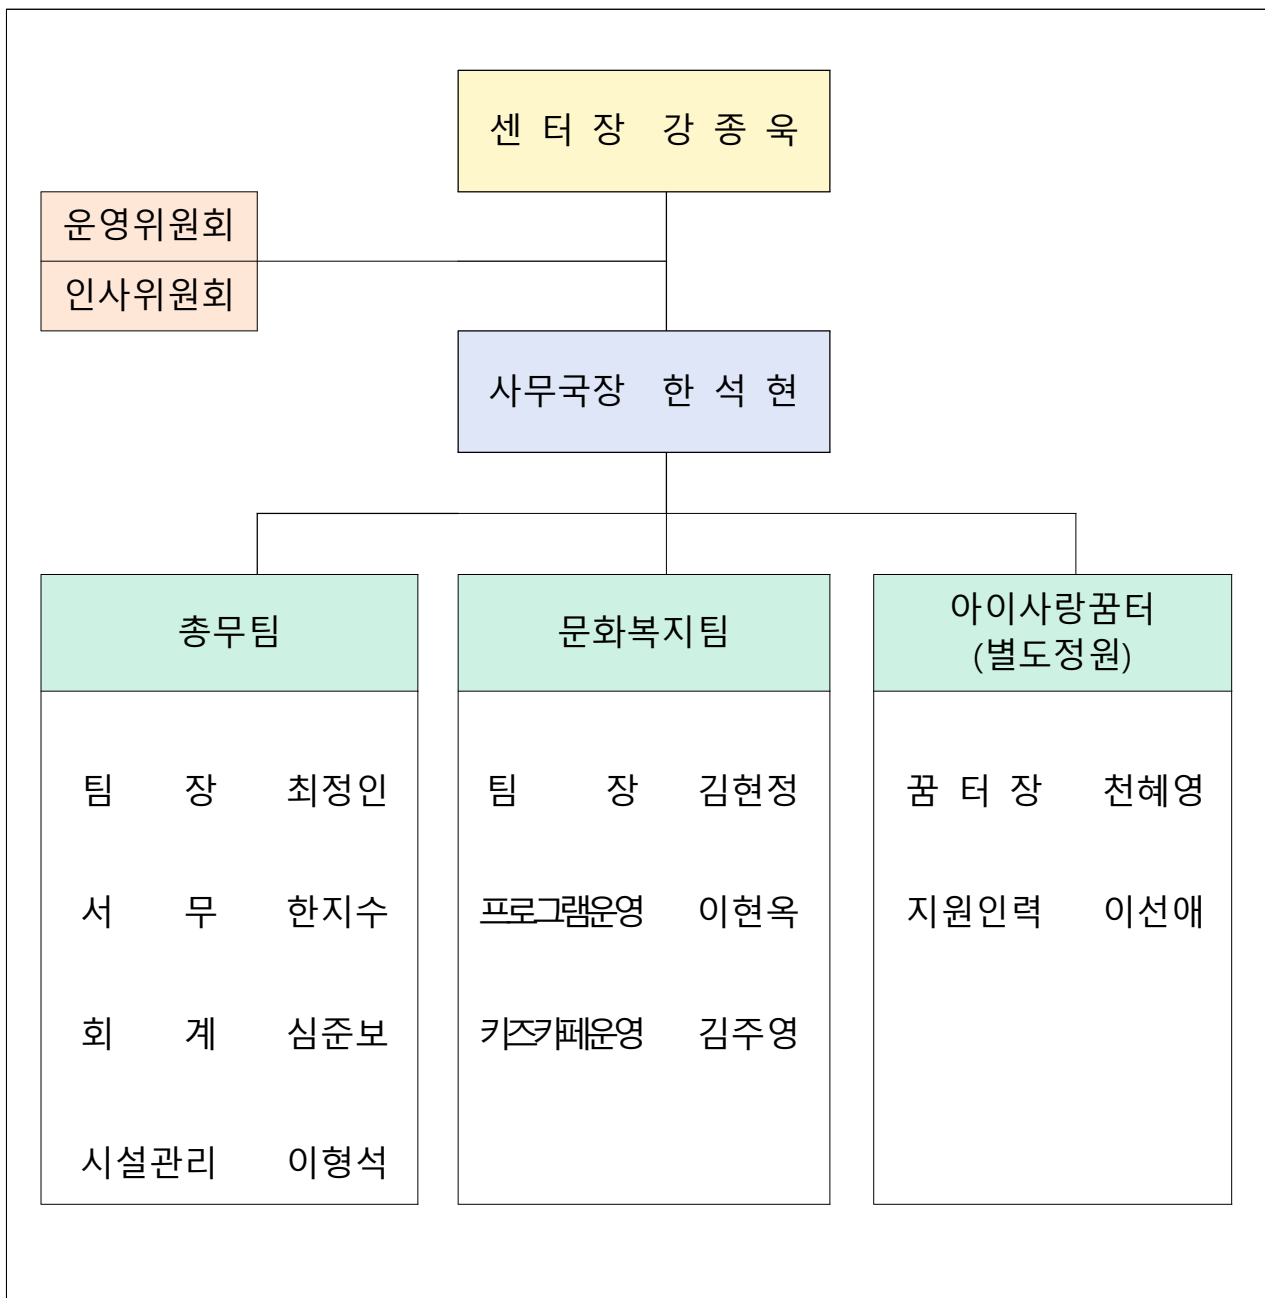 센 터 장 강 종 욱
운영위원회
인사위원회
사무국장 한 석 현
총무팀
팀 장 최정인
서 무 한지수
회 계 심준보
시설관리 이형석
문화복지팀
팀 장 김현정
프로그램운영 이현옥
키즈카페운영 김주영
아이사랑꿈터
(별도정원)
꿈 터 장 천혜영
지원인력 이선애